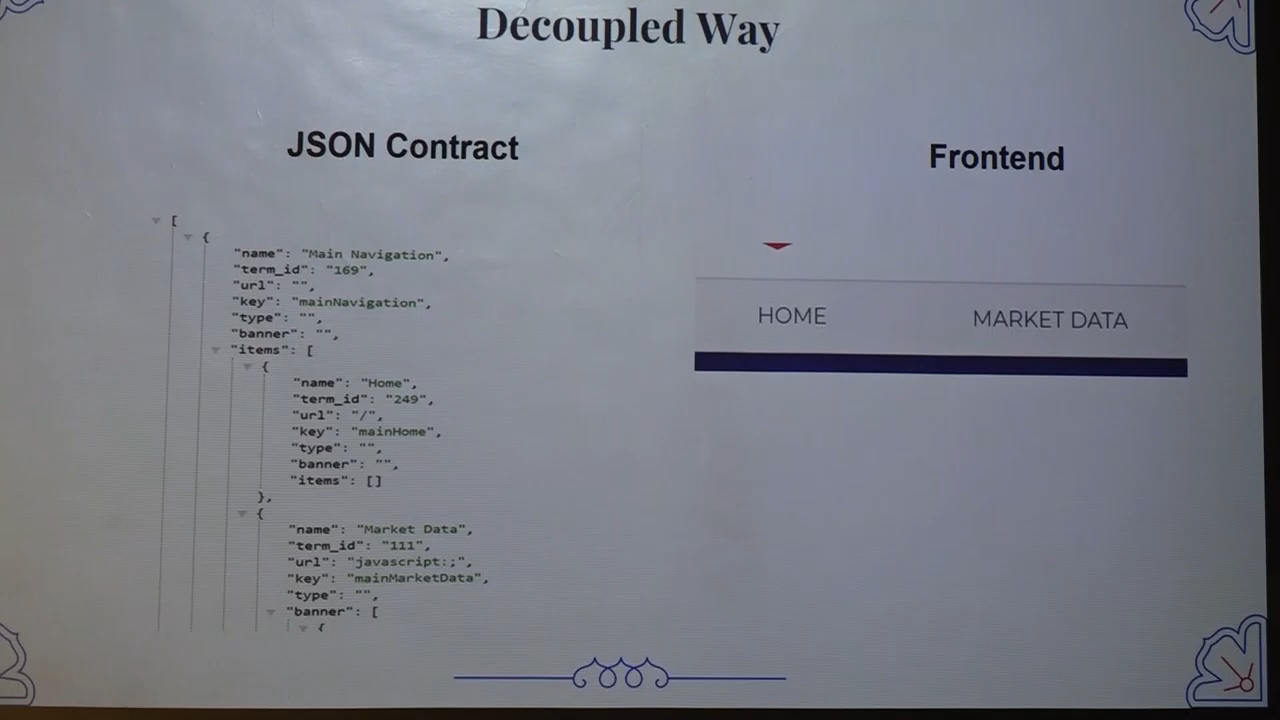 Decoupled Way
JSON Contract
[
{
"name": "Main Navigation",
"term_id": "169",
"url": "",
"key": "mainNavigation",
"type": "",
"banner": "",
"items": [
{
"name": "Home",
"term_id": "249",
"url": "/",
"key": "mainHome",
"type": "",
"banner": "",
"items": []
},
{
"name": "Market Data",
"term_id": "111",
"url": "javascript:;",
"key": "mainMarketData",
"type": "",
"banner": [
{
Frontend
HOME
MARKET DATA